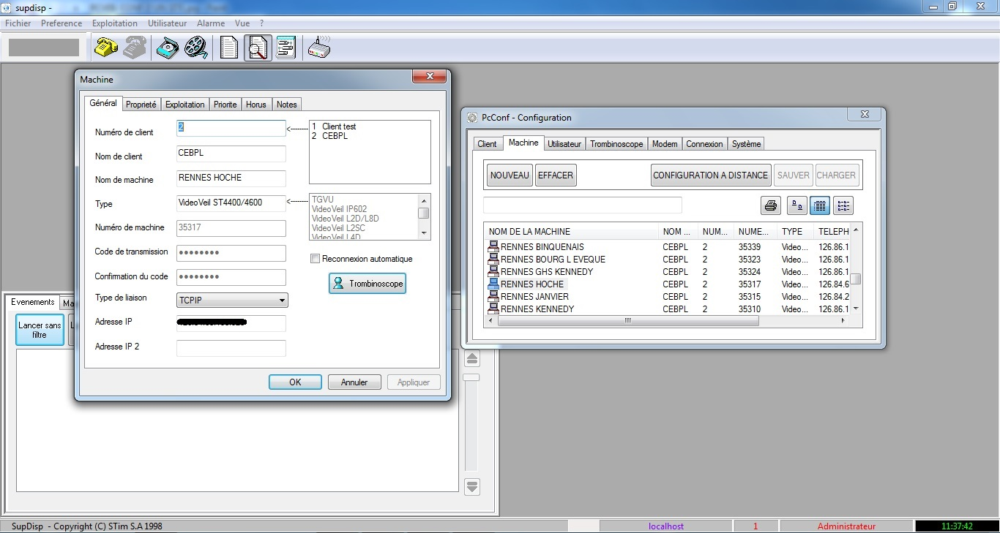 supdisp -
Fichier Preference Exploitation Utilisateur Alarme Vue ?
Machine
Général Propriété Exploitation Priorite Horus Notes
Numéro de client 2
1 Client test
2 CEBPL
Nom de client CEBPL
Nom de machine RENNES HOCHE
Type VideoVeil ST4400/4600
TGVU
VideoVeil IP602
VideoVeil L2D/L8D
VideoVeil L2SC
VideoVeil L4D
Numéro de machine 35317
Code de transmission ●●●●●●●●
Reconnexion automatique
Confirmation du code ●●●●●●●●
Trombinoscope
Type de liaison TCPIP
Adresse IP
Adresse IP 2
OK Annuler Appliquer
PcConf - Configuration
Client Machine Utilisateur Trombinoscope Modem Connexion Système
NOUVEAU EFFACER CONFIGURATION A DISTANCE SAUVER CHARGER
NOM DE LA MACHINE NOM ... NUM... NUME... TYPE TELEPH
RENNES BINQUENAIS CEBPL 2 35339 Video... 126.86.1
RENNES BOURG L EVEQUE CEBPL 2 35323 Video... 126.86.1
RENNES GHS KENNEDY CEBPL 2 35324 Video... 126.86.1
RENNES HOCHE CEBPL 2 35317 Video... 126.84.6
RENNES JANVIER CEBPL 2 35315 Video... 126.84.2
RENNES KENNEDY CEBPL 2 35310 Video... 126.86.1
Evenements Ma
Lancer sans
filtre
SupDisp - Copyright (C) STim S.A 1998 localhost 1 Administrateur 11:37:42